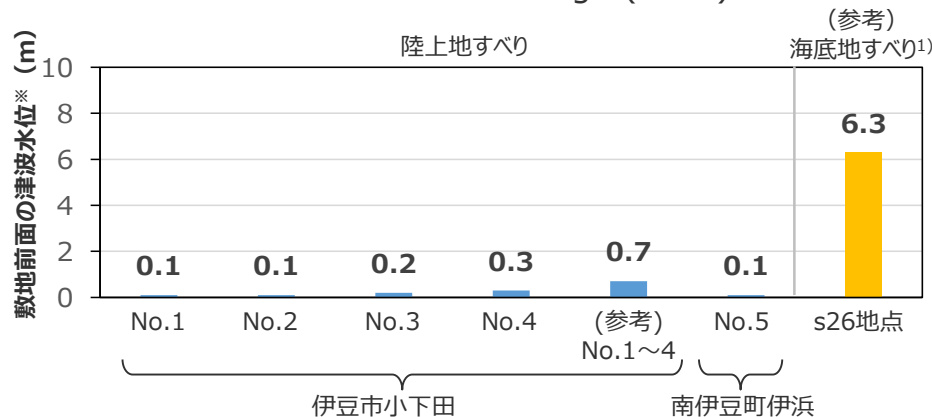 (参考)
陸上地すべり
海底地すべり1)
敷地前面の津波水位※ (m)
10
8
6
4
2
0
0.1
0.1
0.2
0.3
0.7
0.1
6.3
No.1
No.2
No.3
No.4
(参考)
No.1~4
No.5
s26地点
伊豆市小下田
南伊豆町伊浜